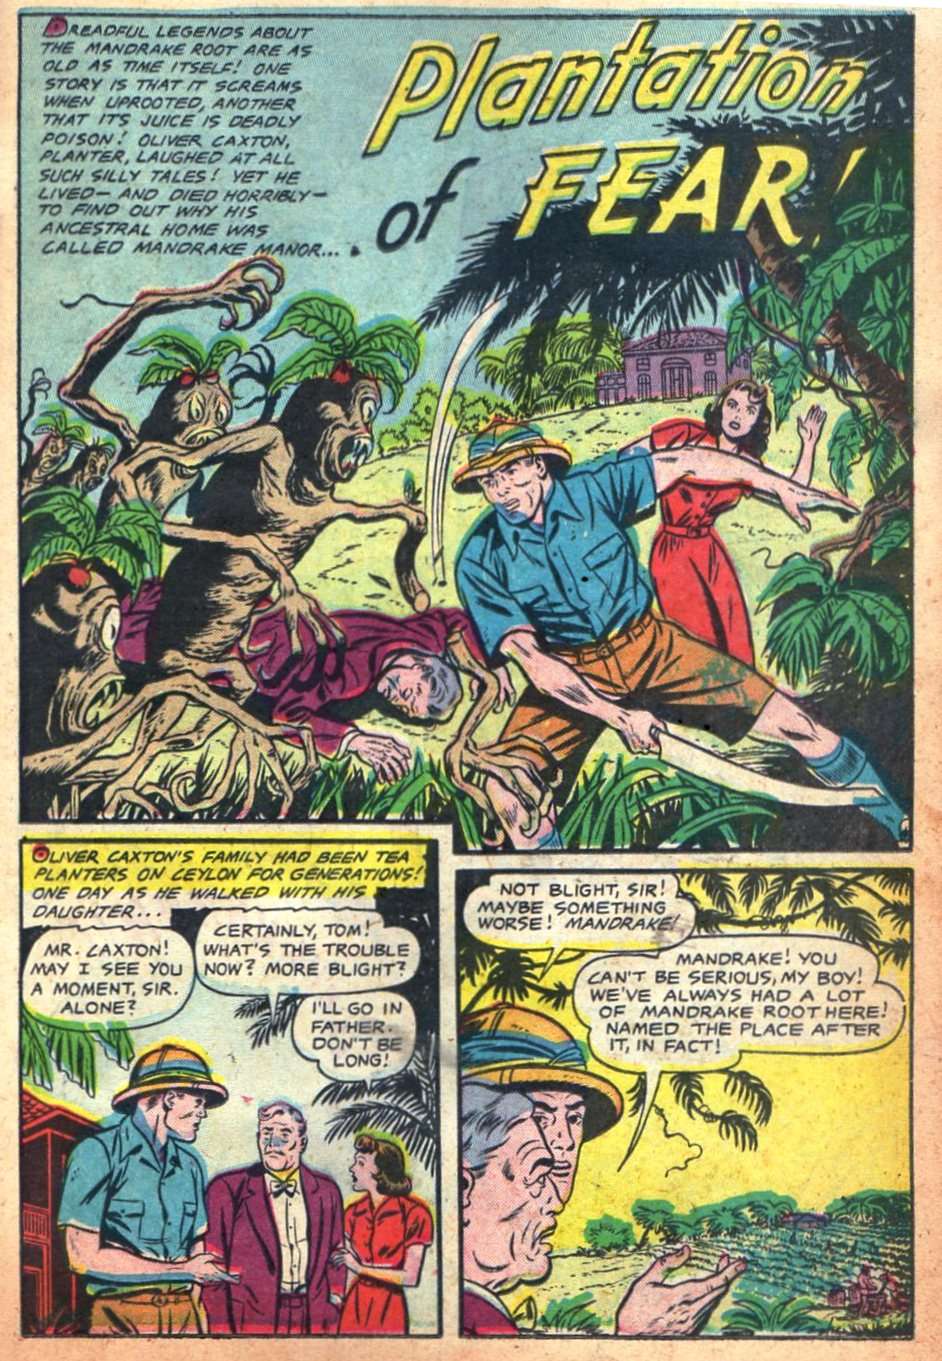 DREADFUL LEGENDS ABOUT
THE MANDRAKE ROOT ARE AS
OLD AS TIME ITSELF! ONE
STORY IS THAT IT SCREAMS
WHEN UPROOTED, ANOTHER
THAT ITS JUICE IS DEADLY
POISON! OLIVER CAXTON,
PLANTER, LAUGHED AT ALL
SUCH SILLY TALES! YET HE
LIVED— AND DIED HORRIBLY—
TO FIND OUT WHY HIS
ANCESTRAL HOME WAS
CALLED MANDRAKE MANOR....
Plantation
of FEAR!
OLIVER CAXTON'S FAMILY HAD BEEN TEA
PLANTERS ON CEYLON FOR GENERATIONS!
ONE DAY AS HE WALKED WITH HIS
DAUGHTER...
MR. CAXTON!
MAY I SEE YOU
A MOMENT, SIR.
ALONE?
CERTAINLY, TOM!
WHAT'S THE TROUBLE
NOW? MORE BLIGHT?
I'LL GO IN
FATHER.
DON'T BE
LONG!
NOT BLIGHT, SIR!
MAYBE SOMETHING
WORSE! MANDRAKE!
MANDRAKE! YOU
CAN'T BE SERIOUS, MY BOY!
WE'VE ALWAYS HAD A LOT
OF MANDRAKE ROOT HERE!
NAMED THE PLACE AFTER
IT, IN FACT!